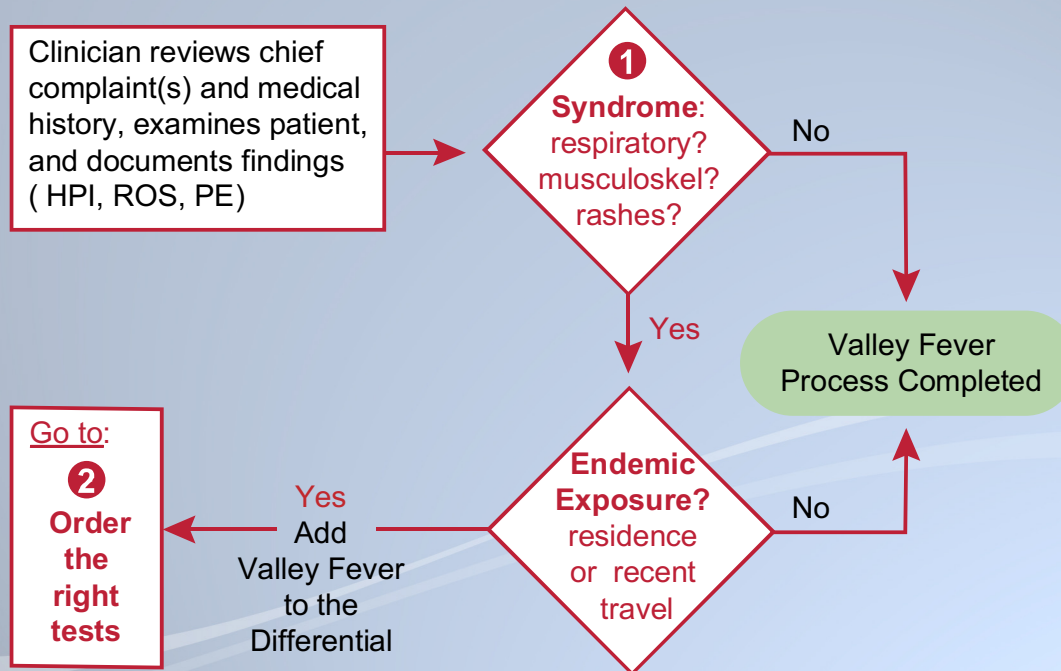 Clinician reviews chief
complaint(s) and medical
history, examines patient,
and documents findings
( HPI, ROS, PE)
1
Syndrome:
respiratory?
musculoskel?
rashes?
No
Yes
Valley Fever
Process Completed
Endemic
Exposure?
residence
or recent
travel
No
Yes
Add
Valley Fever
to the
Differential
Go to:
2
Order
the
right
tests